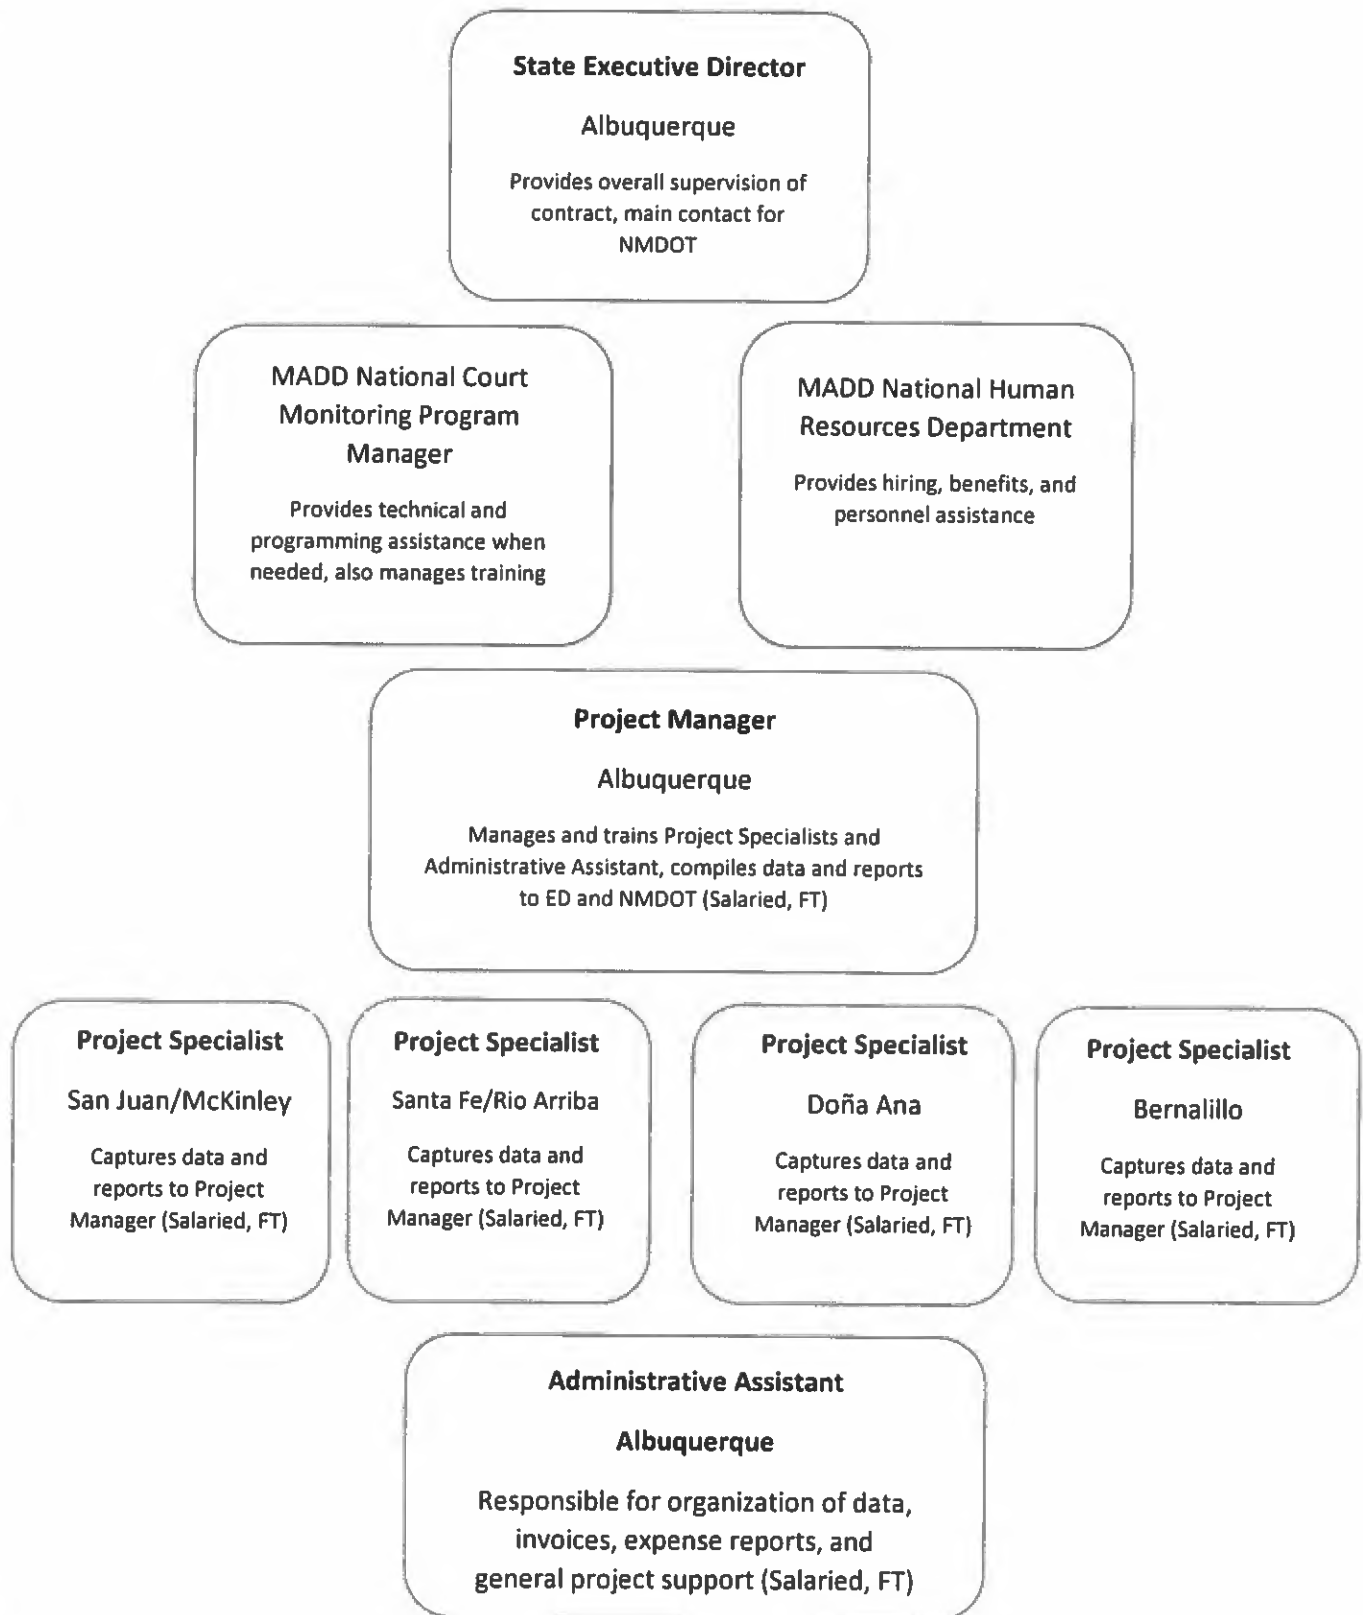 State Executive Director
Albuquerque
Provides overall supervision of
contract, main contact for
NMDOT
MADD National Court
Monitoring Program
Manager
Provides technical and
programming assistance when
needed, also manages training
MADD National Human
Resources Department
Provides hiring, benefits, and
personnel assistance
Project Manager
Albuquerque
Manages and trains Project Specialists and
Administrative Assistant, compiles data and reports
to ED and NMDOT (Salaried, FT)
Project Specialist
San Juan/McKinley
Captures data and
reports to Project
Manager (Salaried, FT)
Project Specialist
Santa Fe/Rio Arriba
Captures data and
reports to Project
Manager (Salaried, FT)
Project Specialist
Doña Ana
Captures data and
reports to Project
Manager (Salaried, FT)
Project Specialist
Bernalillo
Captures data and
reports to Project
Manager (Salaried, FT)
Administrative Assistant
Albuquerque
Responsible for organization of data,
invoices, expense reports, and
general project support (Salaried, FT)